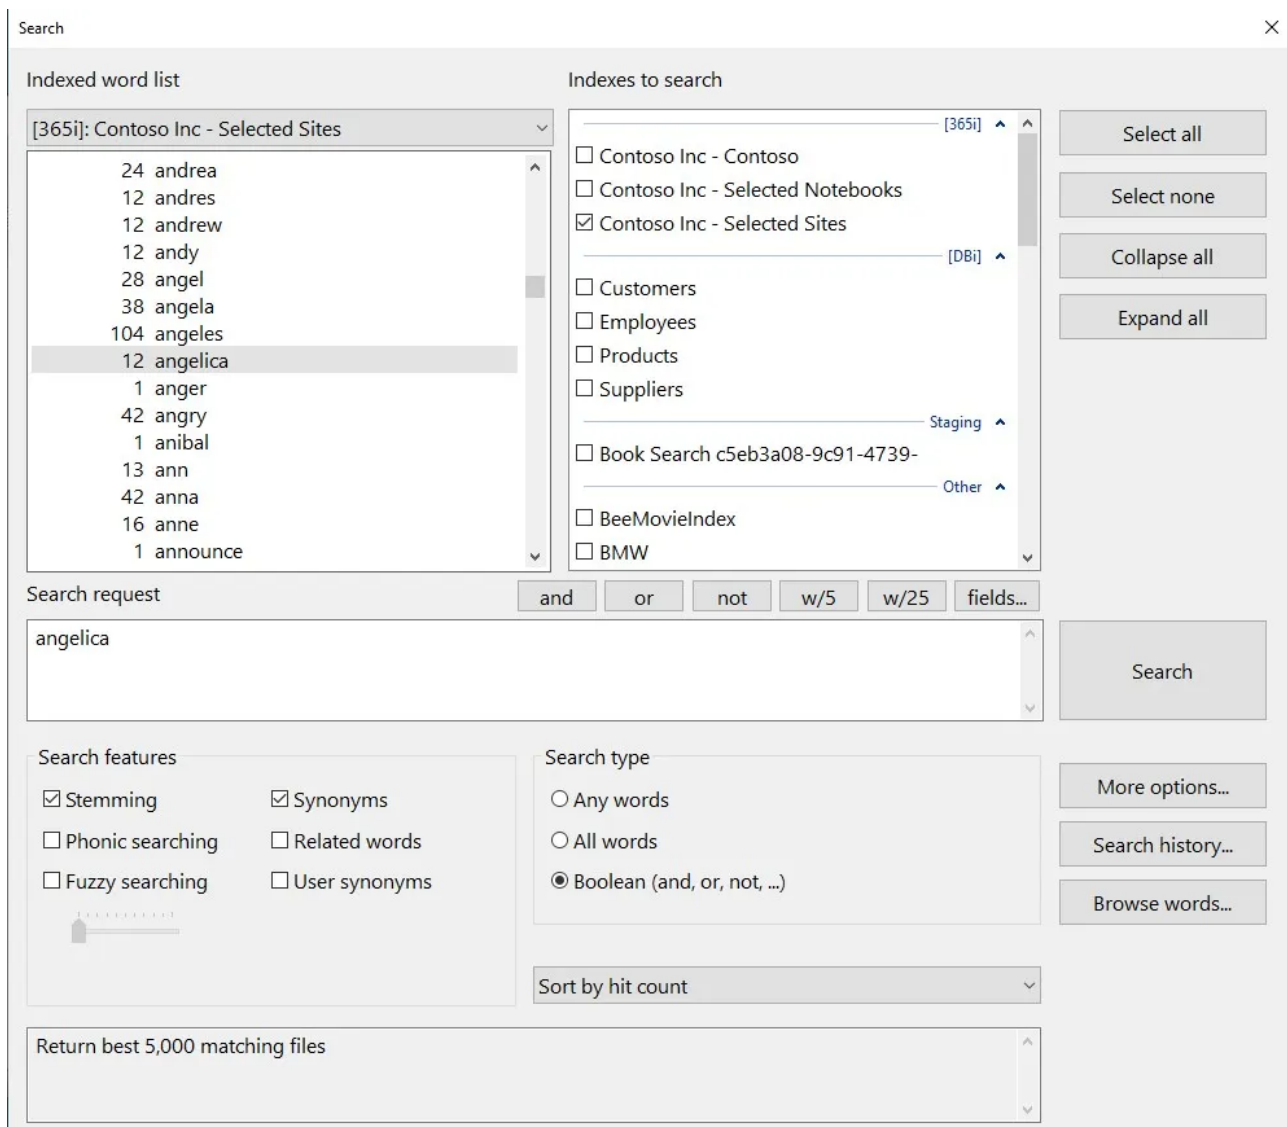 Search
Indexed word list
[365i]: Contoso Inc - Selected Sites
24 andrea
12 andres
12 andrew
12 andy
28 angel
38 angela
104 angeles
12 angelica
1 anger
42 angry
1 anibal
13 ann
42 anna
16 anne
1 announce
Indexes to search
[365i]
Contoso Inc - Contoso
Contoso Inc - Selected Notebooks
Contoso Inc - Selected Sites
[DBi]
Customers
Employees
Products
Suppliers
Staging
Book Search c5eb3a08-9c91-4739-
Other
BeeMovieIndex
BMW
Select all
Select none
Collapse all
Expand all
Search request
and or not w/5 w/25 fields...
angelica
Search
Search features
Stemming Synonyms
Phonic searching Related words
Fuzzy searching User synonyms
Search type
Any words
All words
Boolean (and, or, not, ...)
Sort by hit count
More options...
Search history...
Browse words...
Return best 5,000 matching files